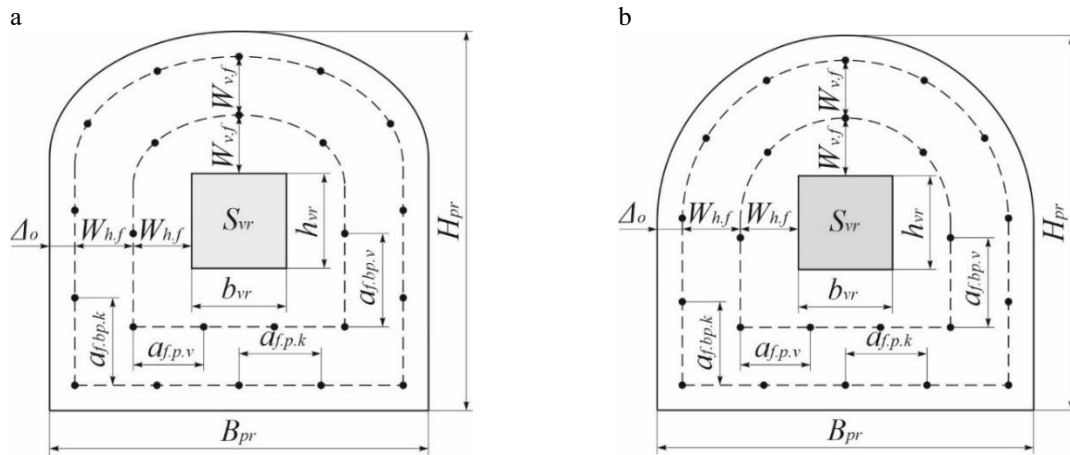 a
b
W_{v.f}
W_{v.f}
Δ_o
W_{h.f}
W_{h.f}
S_{vr}
h_{vr}
H_{pr}
b_{vr}
a_{f.bp.v}
a_{f.bp.k}
a_{f.p.v}
a_{f.p.k}
B_{pr}
W_{v.f}
W_{v.f}
Δ_o
W_{h.f}
W_{h.f}
S_{vr}
h_{vr}
H_{pr}
b_{vr}
a_{f.bp.v}
a_{f.bp.k}
a_{f.p.v}
a_{f.p.k}
B_{pr}